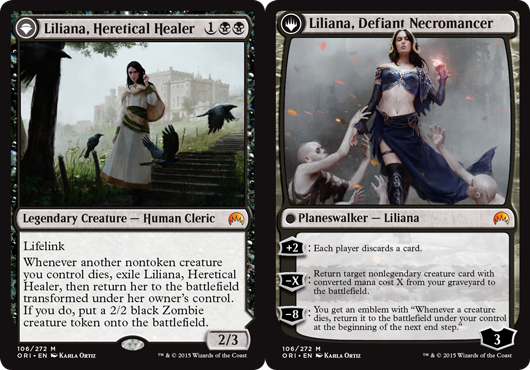 Liliana, Heretical Healer 1
Legendary Creature — Human Cleric
Lifelink
Whenever another nontoken creature
you control dies, exile Liliana, Heretical
Healer, then return her to the battlefield
transformed under her owner's control.
If you do, put a 2/2 black Zombie
creature token onto the battlefield.
2/3
106/272 M
ORI • EN KARLA ORTIZ
™ & © 2015 Wizards of the Coast
Liliana, Defiant Necromancer
Planeswalker — Liliana
+2 : Each player discards a card.
-X : Return target nonlegendary creature card with
converted mana cost X from your graveyard to
the battlefield.
-8 : You get an emblem with "Whenever a creature
dies, return it to the battlefield under your control
at the beginning of the next end step."
3
106/272 M
ORI • EN KARLA ORTIZ
™ & © 2015 Wizards of the Coast